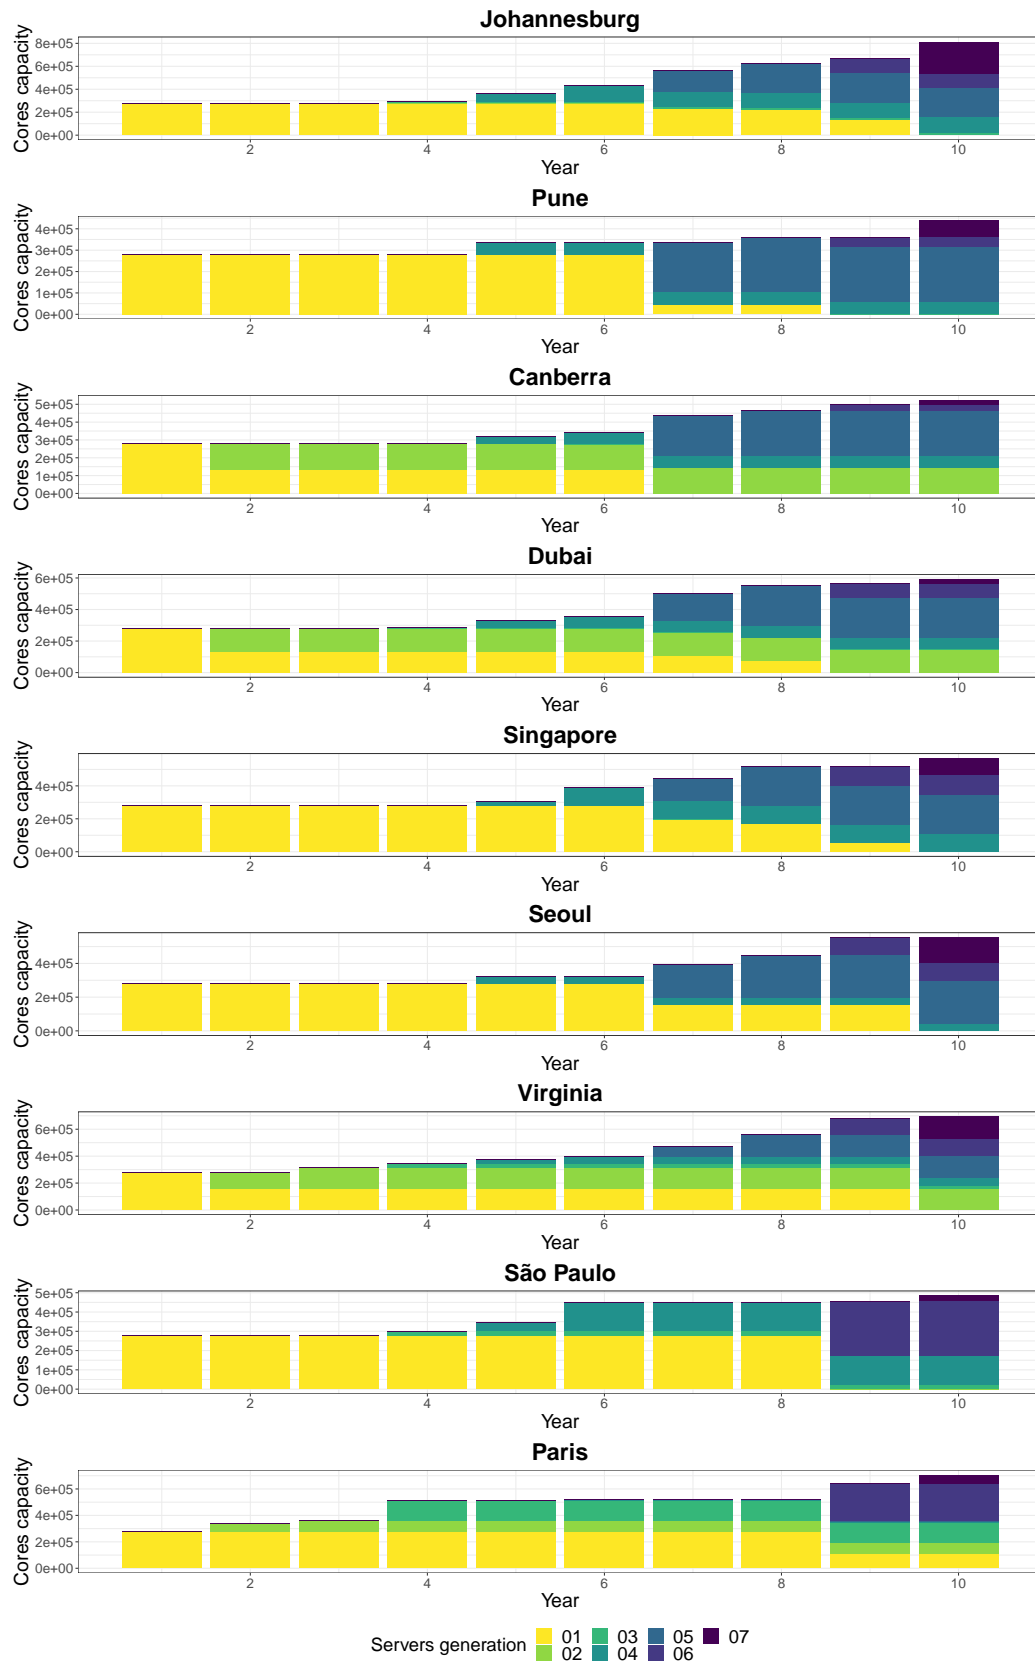 Johannesburg
Cores capacity
8e+05
6e+05
4e+05
2e+05
0e+00
2 4 6 8 10
Year
Pune
Cores capacity
4e+05
3e+05
2e+05
1e+05
0e+00
2 4 6 8 10
Year
Canberra
Cores capacity
5e+05
4e+05
3e+05
2e+05
1e+05
0e+00
2 4 6 8 10
Year
Dubai
Cores capacity
6e+05
4e+05
2e+05
0e+00
2 4 6 8 10
Year
Singapore
Cores capacity
4e+05
2e+05
0e+00
2 4 6 8 10
Year
Seoul
Cores capacity
4e+05
2e+05
0e+00
2 4 6 8 10
Year
Virginia
Cores capacity
6e+05
4e+05
2e+05
0e+00
2 4 6 8 10
Year
São Paulo
Cores capacity
5e+05
4e+05
3e+05
2e+05
1e+05
0e+00
2 4 6 8 10
Year
Paris
Cores capacity
6e+05
4e+05
2e+05
0e+00
2 4 6 8 10
Year
Servers generation
01 03 05 07
02 04 06